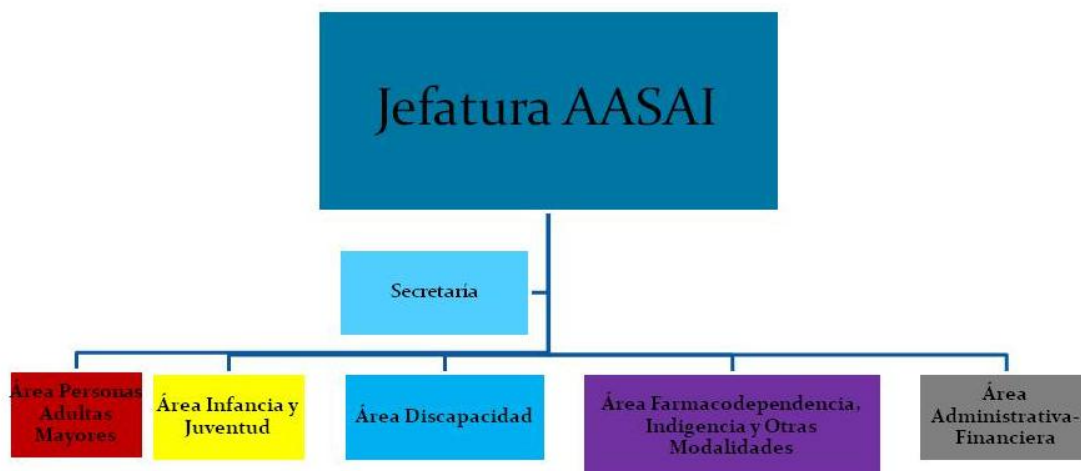 Jefatura AASAI
Secretaría
Área Personas
Adultas
Mayores
Área Infancia y
Juventud
Área Discapacidad
Área Farmacodependencia,
Indigencia y Otras
Modalidades
Área
Administrativa-
Financiera